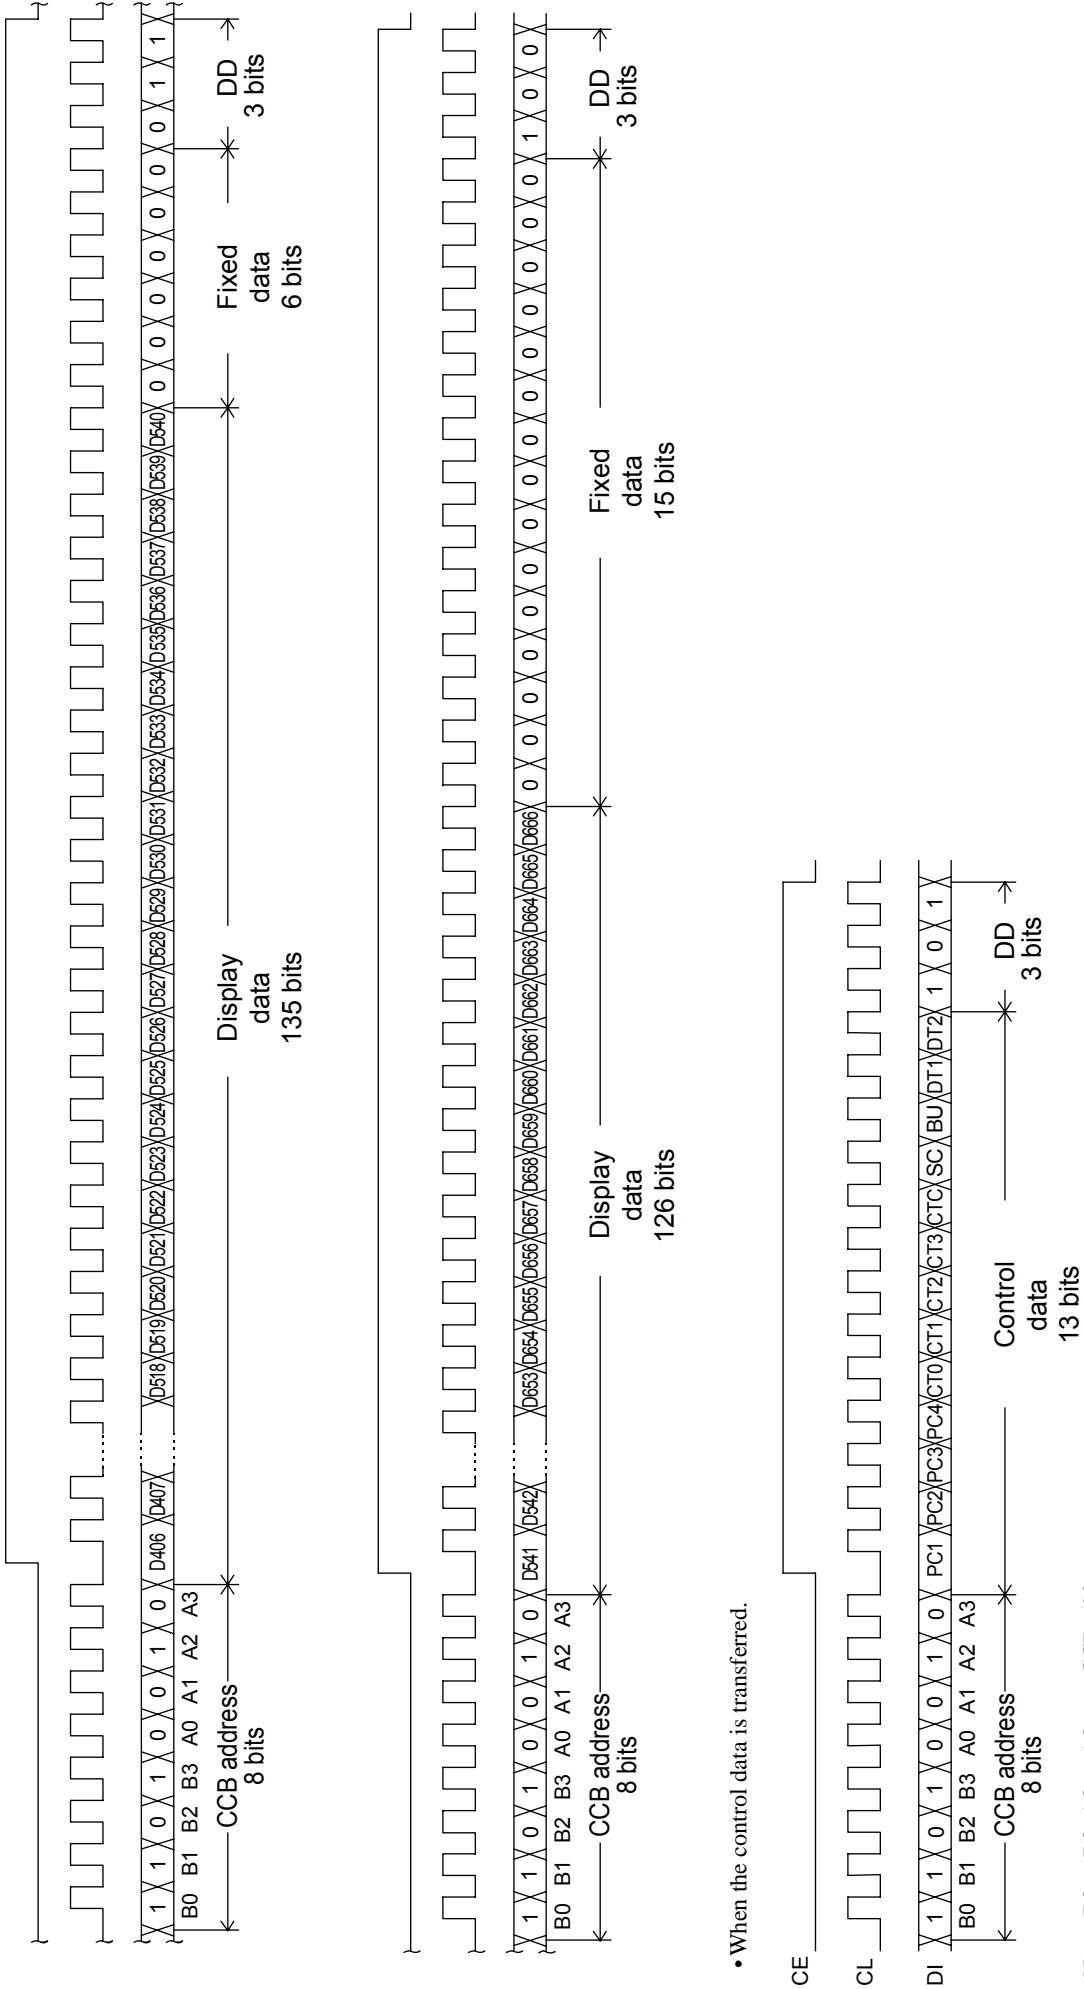 1 1 0 1 0 0 1 0 D406 D407 D518 D519 D520 D521 D522 D523 D524 D525 D526 D527 D528 D529 D530 D531 D532 D533 D534 D535 D536 D537 D538 D539 D540 0 0 0 0 0 0 0 1 1
B0 B1 B2 B3 A0 A1 A2 A3
CCB address
8 bits
Display
data
135 bits
Fixed
data
6 bits
DD
3 bits
1 1 0 1 0 0 1 0 D541 D542 D653 D654 D655 D656 D657 D658 D659 D660 D661 D662 D663 D664 D665 D666 0 0 0 0 0 0 0 0 0 0 0 0 0 0 0 1 0 0
B0 B1 B2 B3 A0 A1 A2 A3
CCB address
8 bits
Display
data
126 bits
Fixed
data
15 bits
DD
3 bits
• When the control data is transferred.
CE
CL
DI 1 1 0 1 0 0 1 0 PC1 PC2 PC3 PC4 CT0 CT1 CT2 CT3 CTC SC BU DT1 DT2 1 0 1
B0 B1 B2 B3 A0 A1 A2 A3
CCB address
8 bits
Control
data
13 bits
DD
3 bits